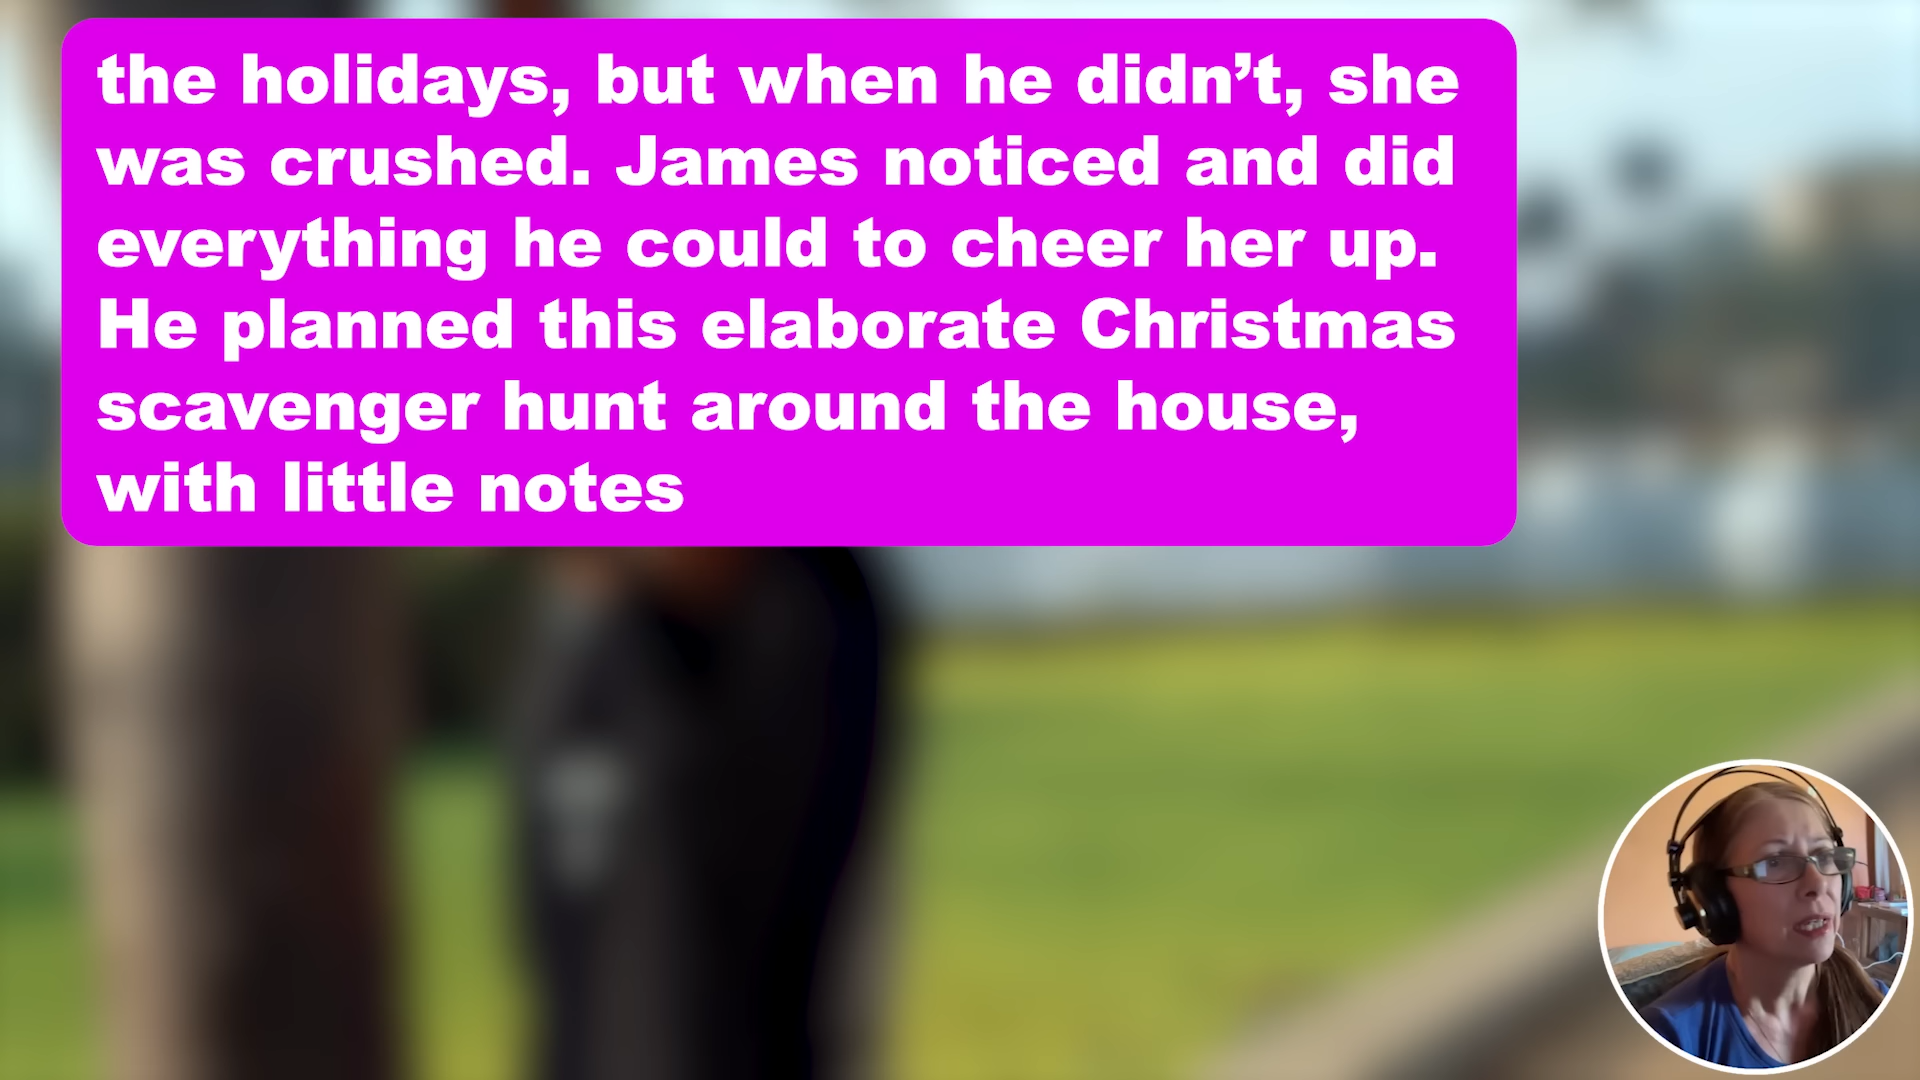 the holidays, but when he didn’t, she
was crushed. James noticed and did
everything he could to cheer her up.
He planned this elaborate Christmas
scavenger hunt around the house,
with little notes